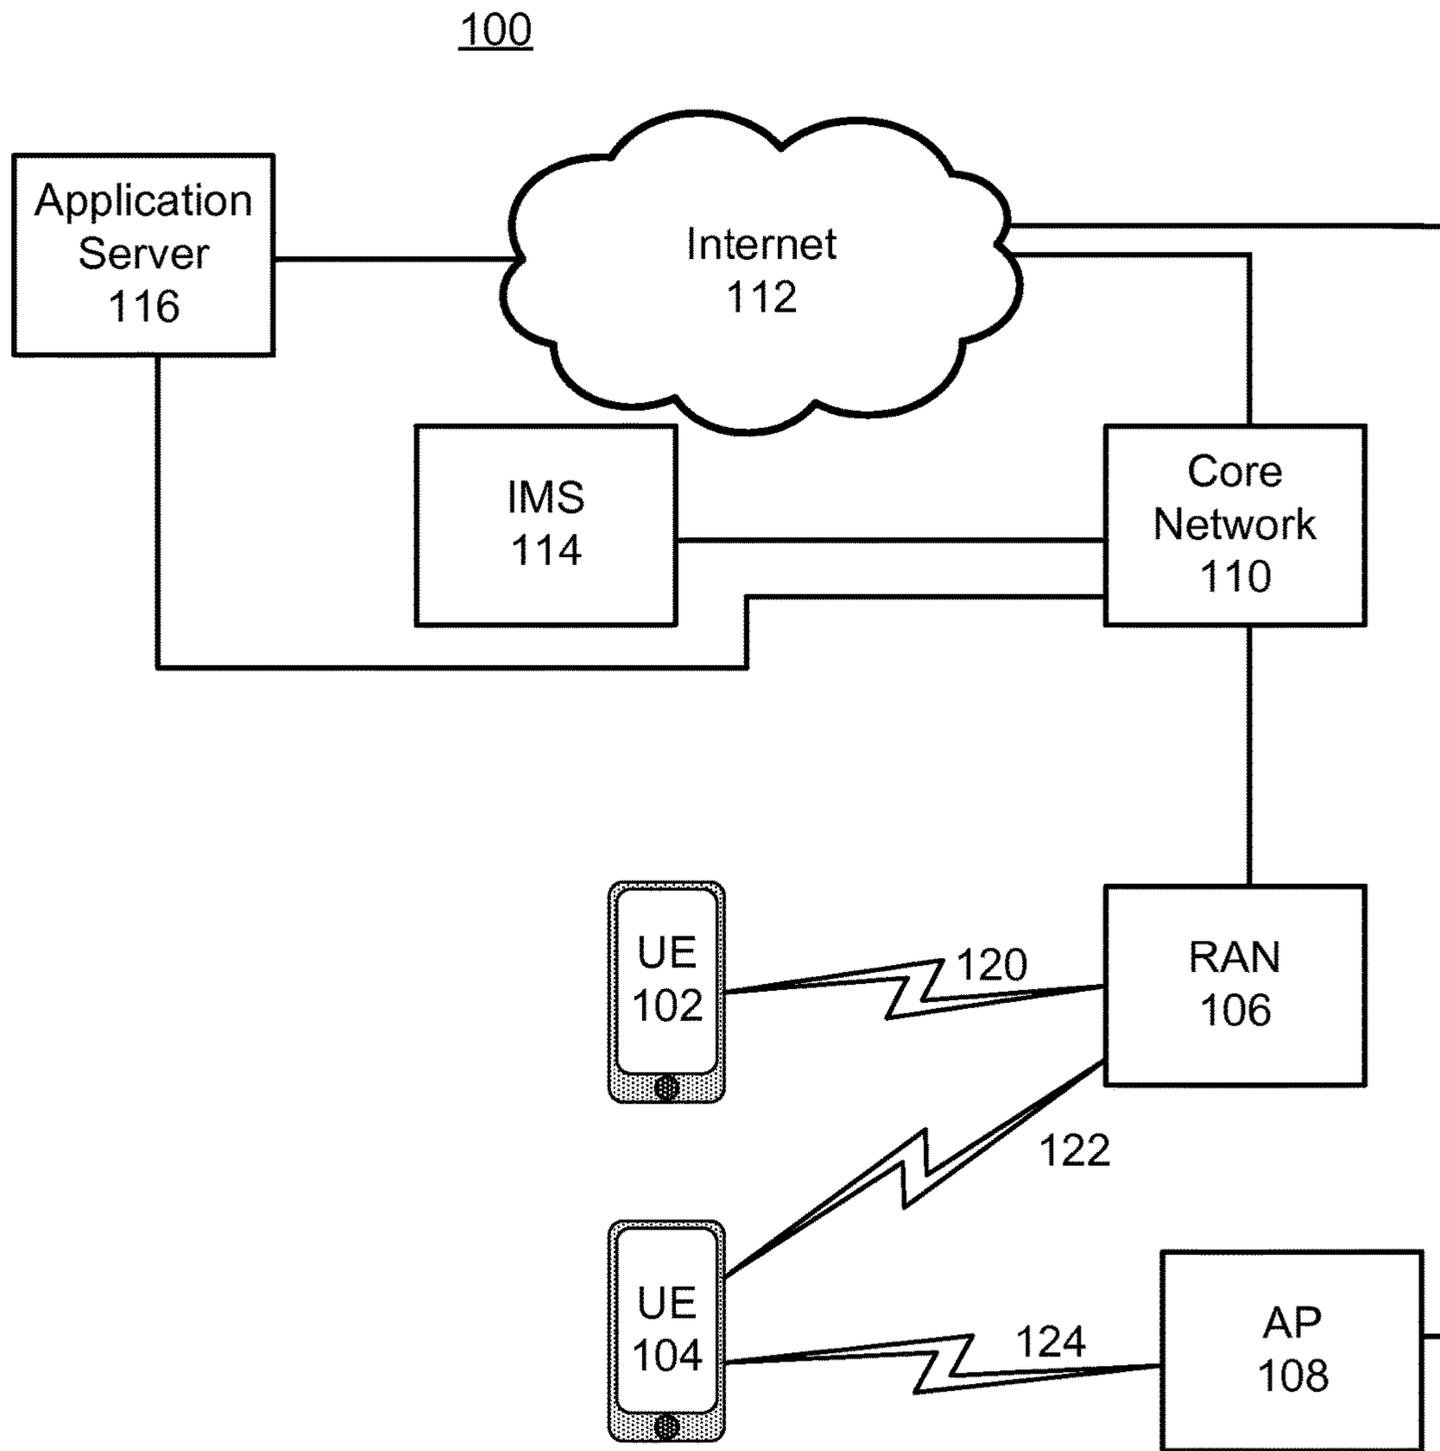 100
Application
Server
116
Internet
112
IMS
114
Core
Network
110
UE
102
120
RAN
106
122
UE
104
124
AP
108